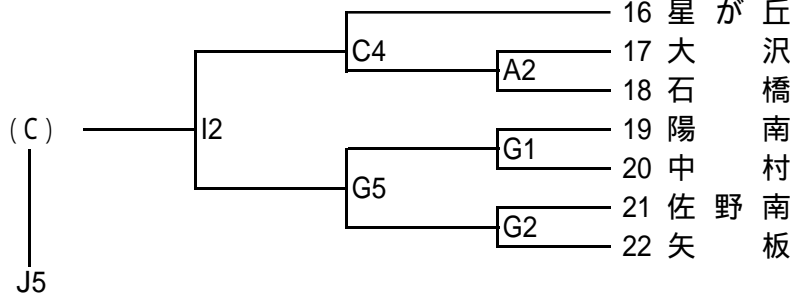 16 星が丘
C4
17 大沢
A2
18 石橋
(C) I2
19 陽南
G1
20 中村
G5
21 佐野南
G2
22 矢板
J5